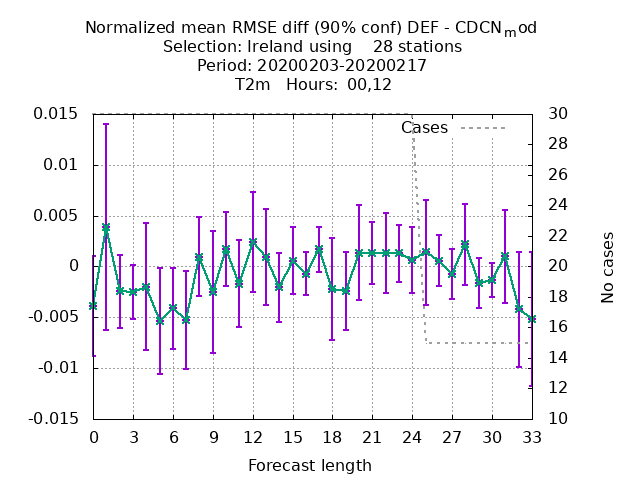 Normalized mean RMSE diff (90% conf) DEF - CDCN_mod
Selection: Ireland using 28 stations
Period: 20200203-20200217
T2m Hours: 00,12
Cases
0.015
0.01
0.005
0
-0.005
-0.01
-0.015
30
28
26
24
22
20
18
16
14
12
10
No cases
0 3 6 9 12 15 18 21 24 27 30 33
Forecast length